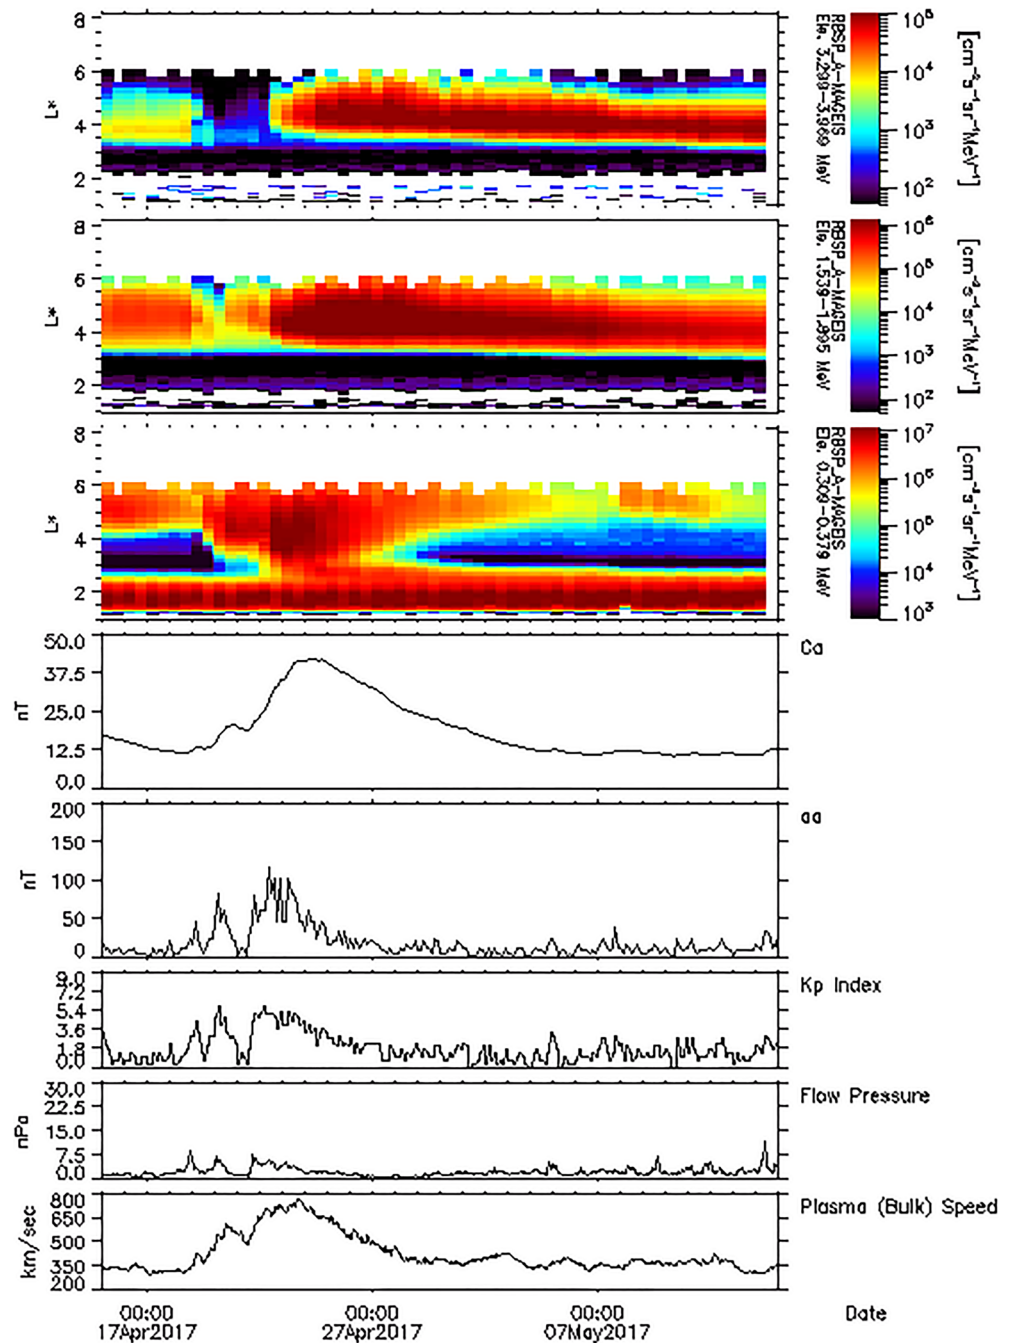 8
6
4
2
L*
RBSP_A-MAGEIS
Ele. 3.298-3.969 MeV
10⁵
10⁴
10³
10²
[cm⁻²s⁻¹sr⁻¹MeV⁻¹]
8
6
4
2
L*
RBSP_A-MAGEIS
Ele. 1.539-1.995 MeV
10⁶
10⁵
10⁴
10³
10²
[cm⁻²s⁻¹sr⁻¹MeV⁻¹]
8
6
4
2
L*
RBSP_A-MAGEIS
Ele. 0.309-0.379 MeV
10⁷
10⁶
10⁵
10⁴
10³
[cm⁻²s⁻¹sr⁻¹MeV⁻¹]
50.0
37.5
25.0
12.5
0.0
nT
Ca
200
150
100
50
0
nT
aa
9.0
7.2
5.4
3.6
1.8
0.0
Kp Index
30.0
22.5
15.0
7.5
0.0
nPa
Flow Pressure
800
650
500
350
200
km/sec
Plasma (Bulk) Speed
00:00 00:00 00:00 Date
17Apr2017 27Apr2017 07May2017